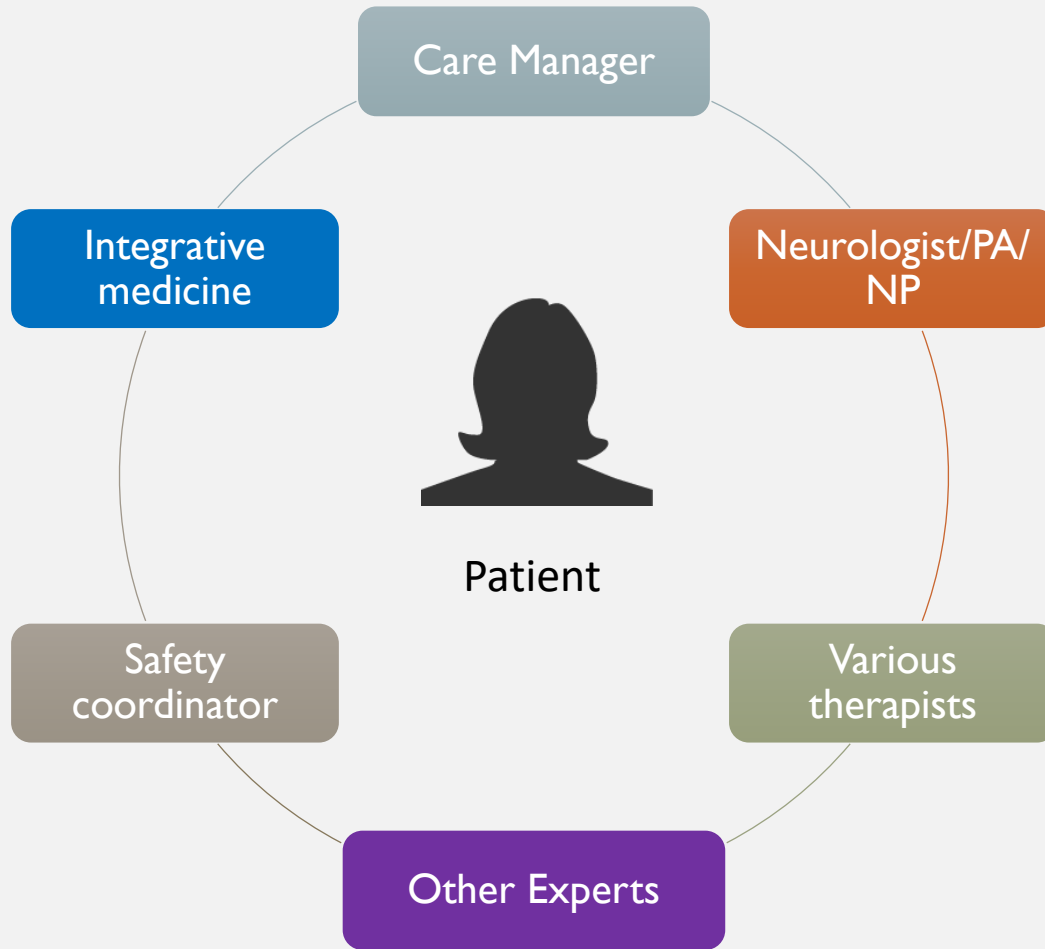 Care Manager
Integrative
medicine
Neurologist/PA/
NP
Patient
Safety
coordinator
Various
therapists
Other Experts